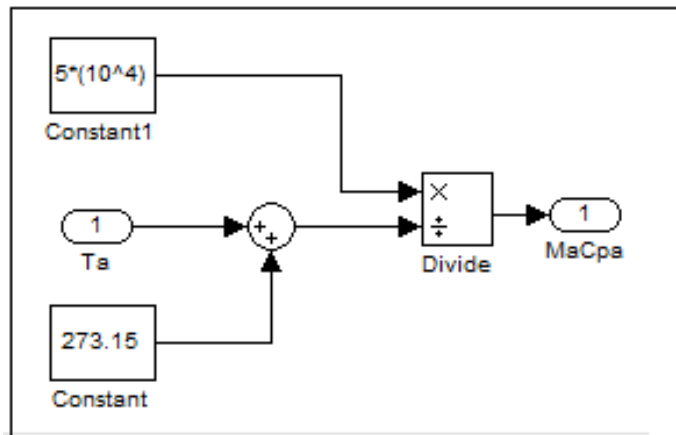 5*(10^4)
Constant1
1
Ta
+
+
273.15
Constant
×
÷
Divide
1
MaCpa